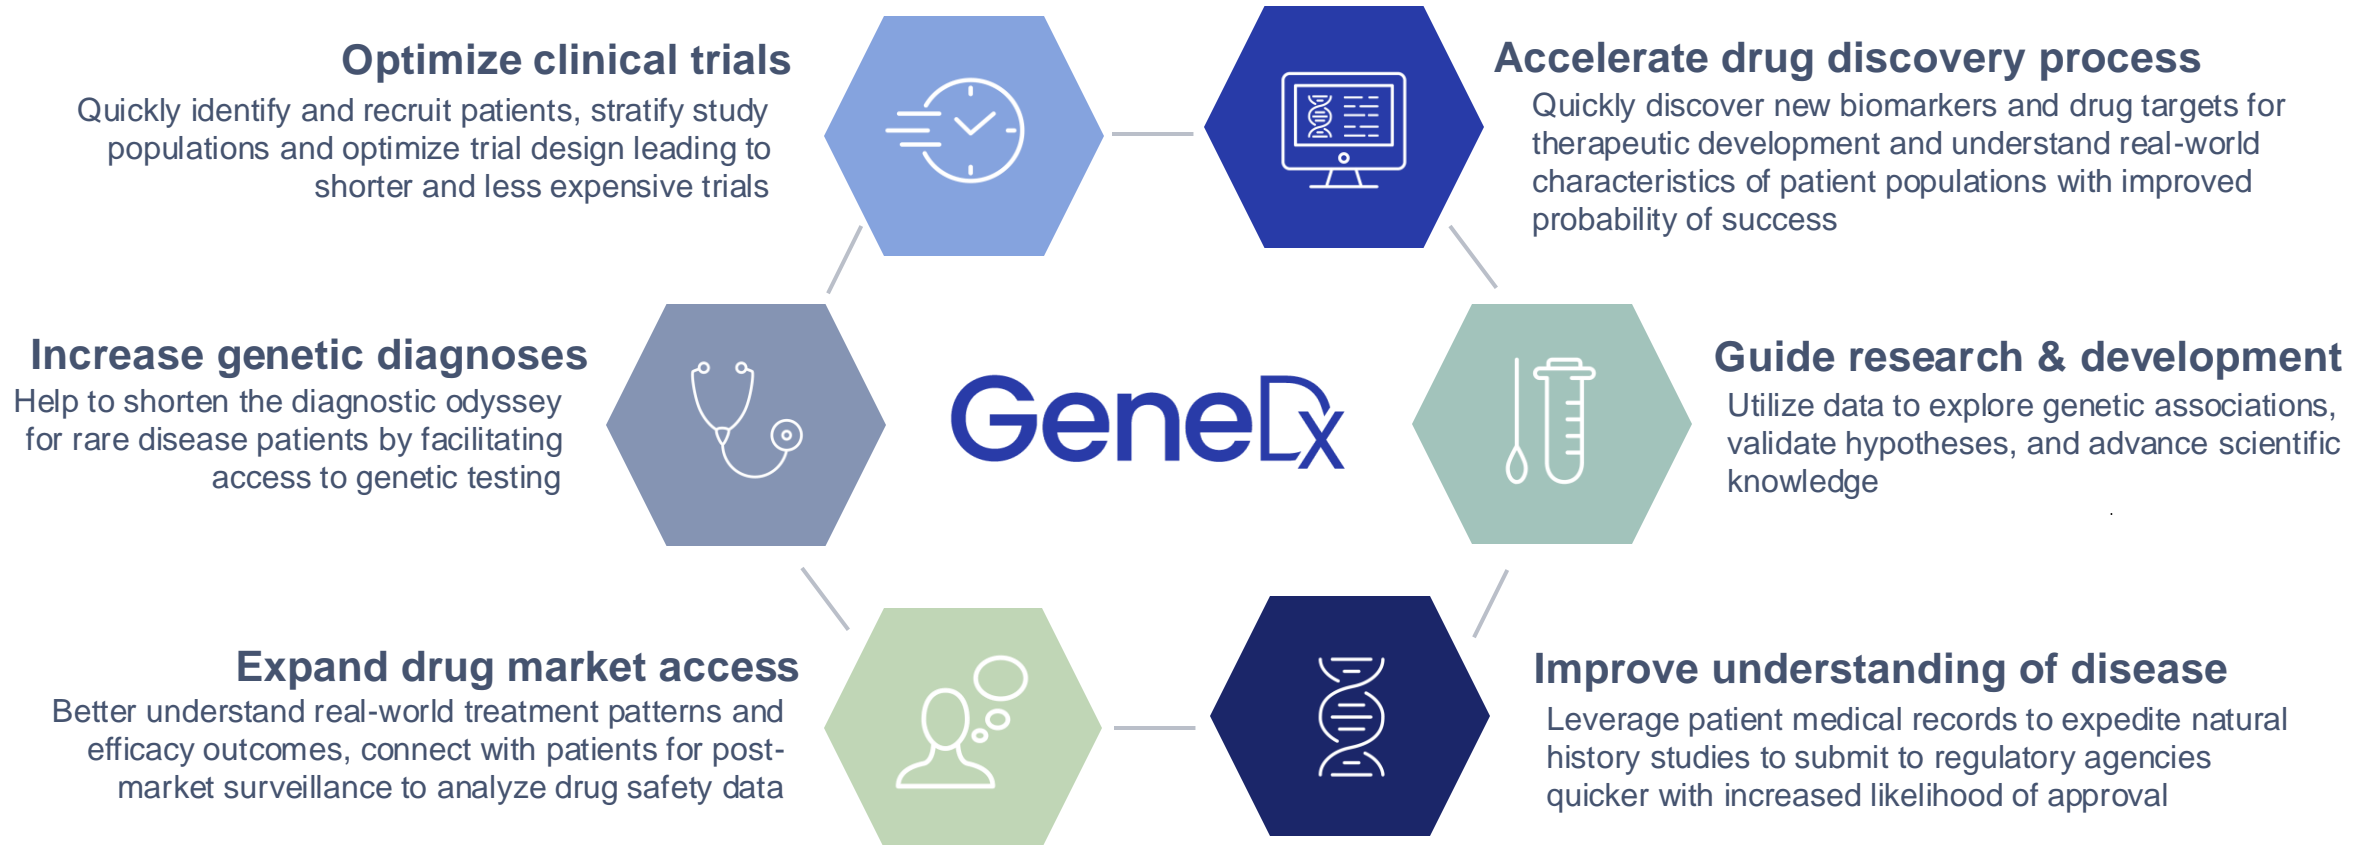 Optimize clinical trials
Quickly identify and recruit patients, stratify study
populations and optimize trial design leading to
shorter and less expensive trials
Accelerate drug discovery process
Quickly discover new biomarkers and drug targets for
therapeutic development and understand real-world
characteristics of patient populations with improved
probability of success
Increase genetic diagnoses
Help to shorten the diagnostic odyssey
for rare disease patients by facilitating
access to genetic testing
GeneDx
Guide research & development
Utilize data to explore genetic associations,
validate hypotheses, and advance scientific
knowledge
.
Expand drug market access
Better understand real-world treatment patterns and
efficacy outcomes, connect with patients for post-
market surveillance to analyze drug safety data
Improve understanding of disease
Leverage patient medical records to expedite natural
history studies to submit to regulatory agencies
quicker with increased likelihood of approval